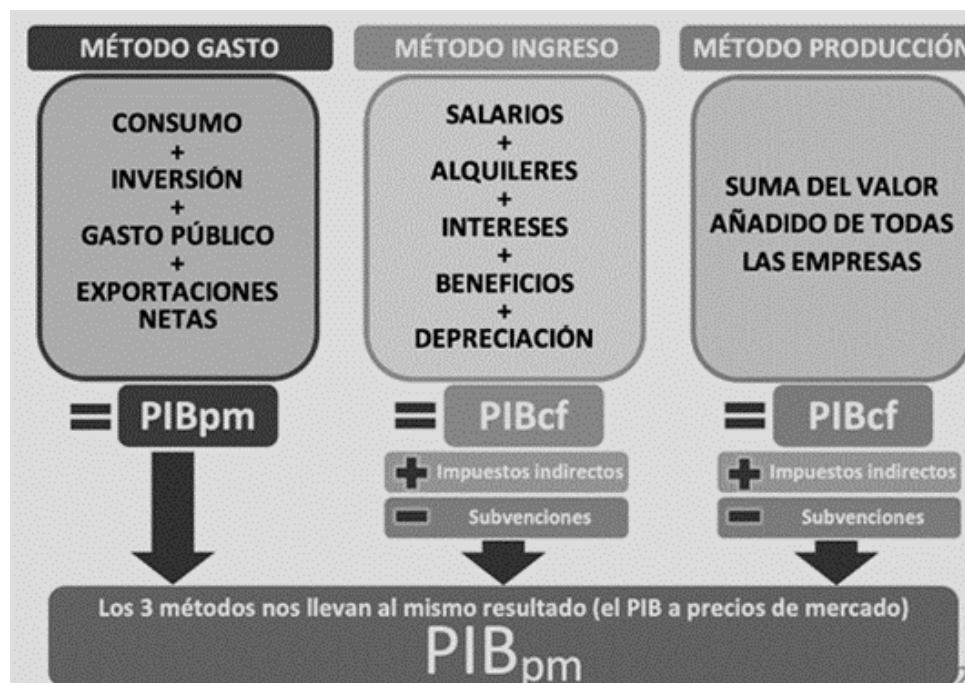 MÉTODO GASTO
CONSUMO
+
INVERSIÓN
+
GASTO PÚBLICO
+
EXPORTACIONES
NETAS
= PIBpm
MÉTODO INGRESO
SALARIOS
+
ALQUILERES
+
INTERESES
+
BENEFICIOS
+
DEPRECIACIÓN
= PIBcf
+ Impuestos indirectos
- Subvenciones
MÉTODO PRODUCCIÓN
SUMA DEL VALOR
AÑADIDO DE TODAS
LAS EMPRESAS
= PIBcf
+ Impuestos indirectos
- Subvenciones
Los 3 métodos nos llevan al mismo resultado (el PIB a precios de mercado)
PIBpm